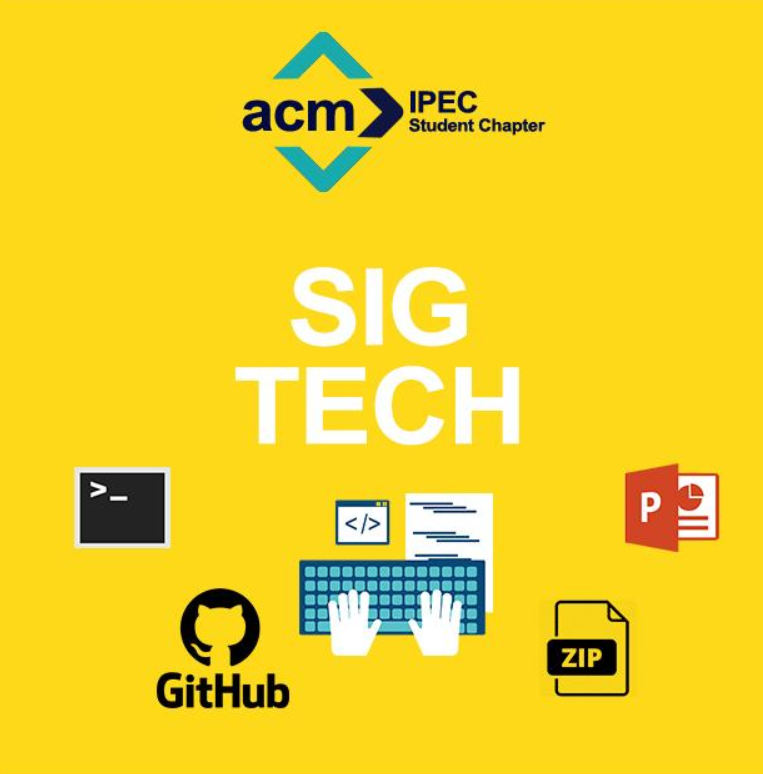 acm
IPEC
Student Chapter
SIG
TECH
>_
</>
P
GitHub
ZIP